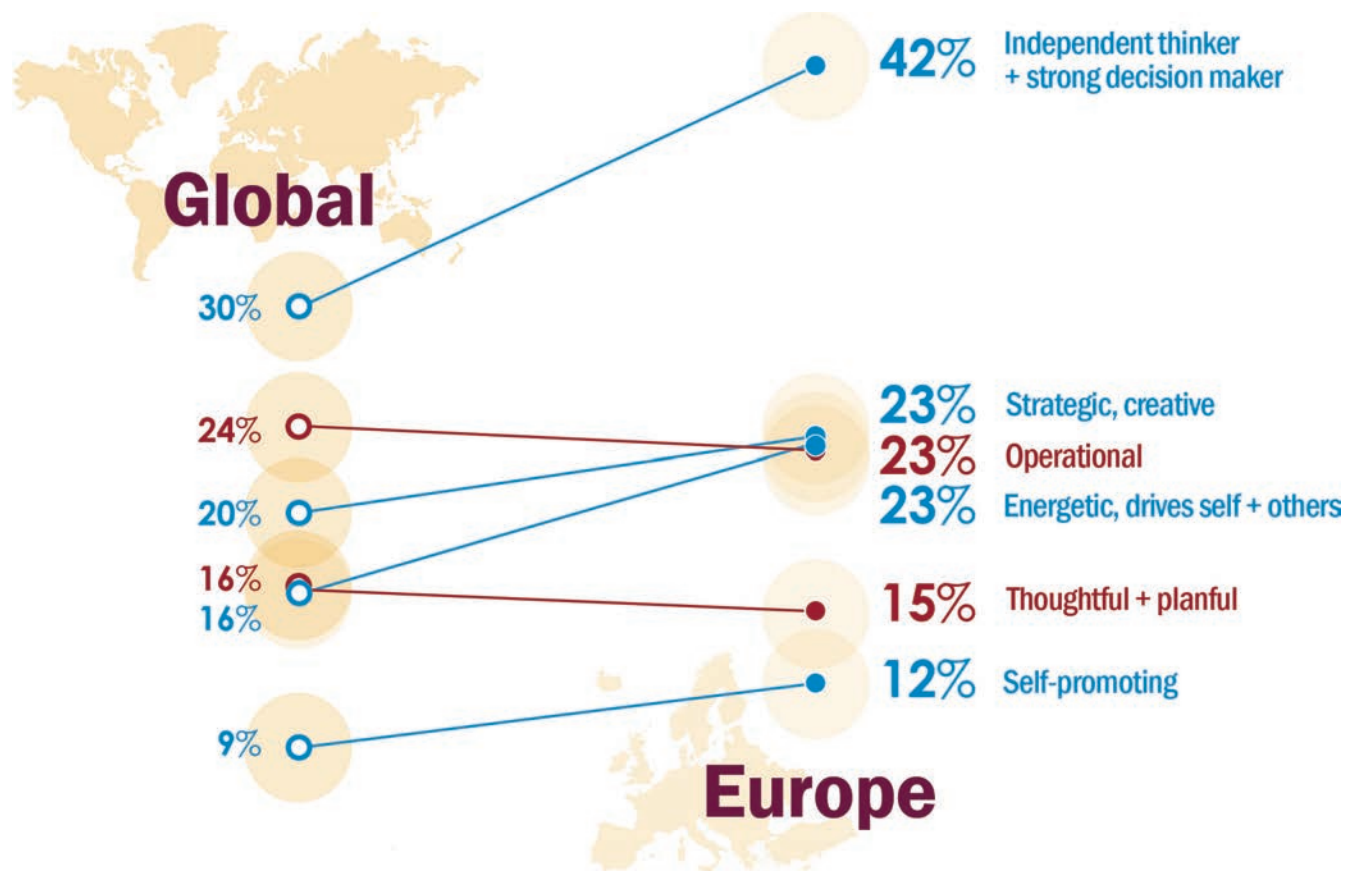 42%
Independent thinker
+ strong decision maker
Global
30%
24%
23%
Strategic, creative
23%
Operational
20%
23%
Energetic, drives self + others
16%
16%
15%
Thoughtful + planful
12%
Self-promoting
9%
Europe